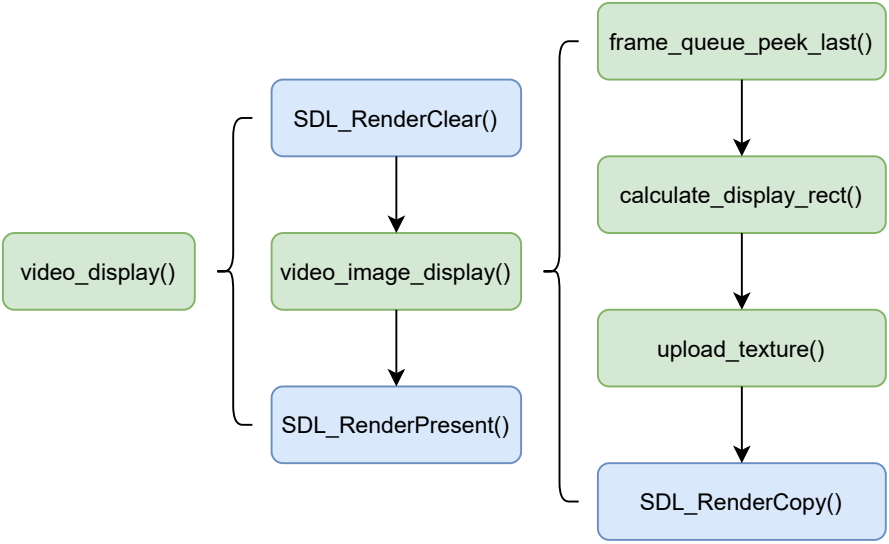 video_display()
SDL_RenderClear()
video_image_display()
SDL_RenderPresent()
frame_queue_peek_last()
calculate_display_rect()
upload_texture()
SDL_RenderCopy()